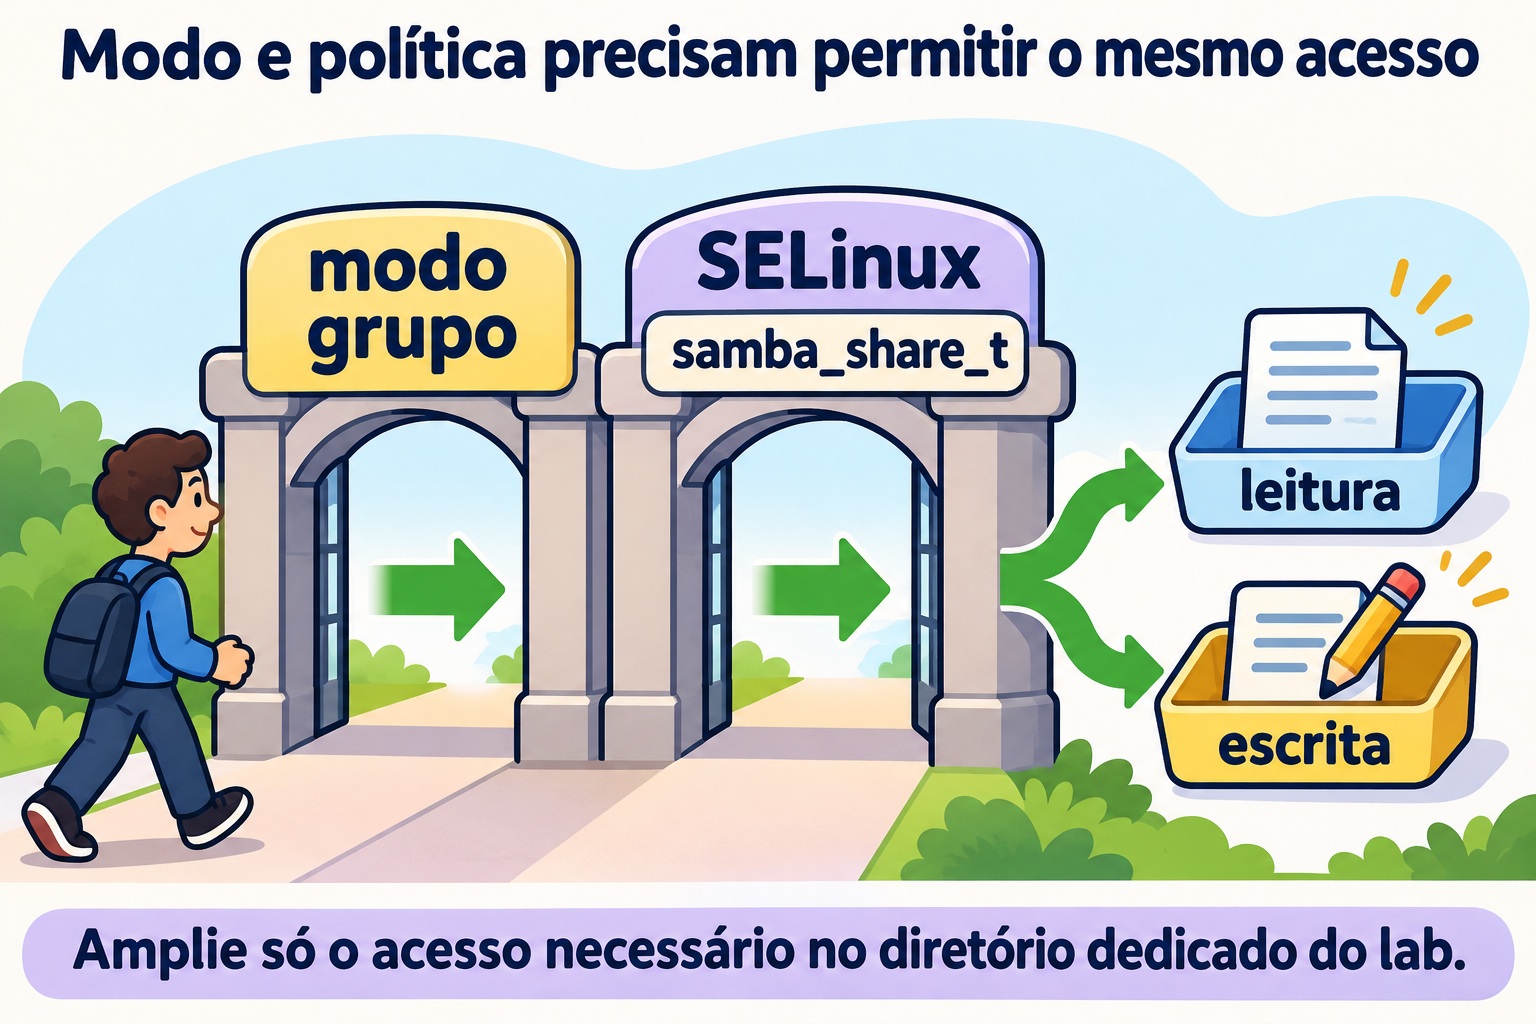 Modo e política precisam permitir o mesmo acesso
modo
grupo
SELinux
samba_share_t
leitura
escrita
Amplie só o acesso necessário no diretório dedicado do lab.